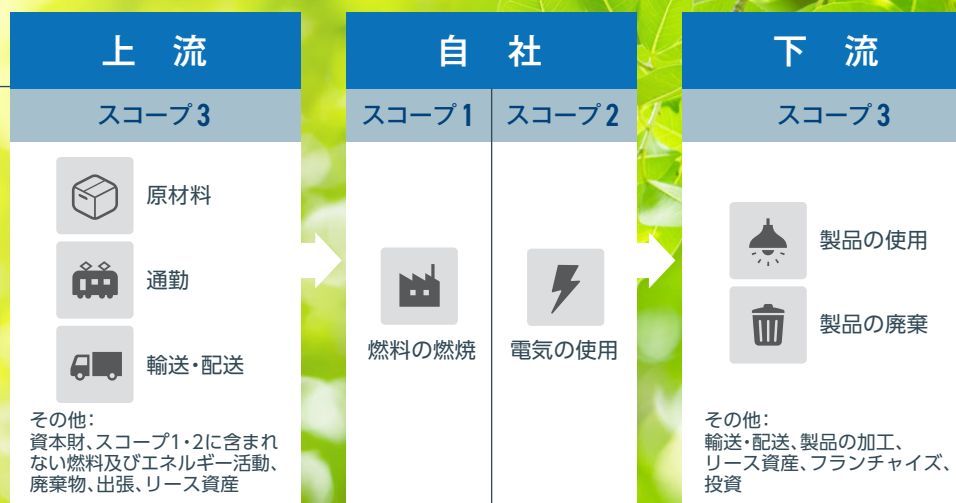 上 流
スコープ3
原材料
通勤
輸送・配送
その他：
資本財、スコープ1・2に含まれ
ない燃料及びエネルギー活動、
廃棄物、出張、リース資産
自 社
スコープ1
燃料の燃焼
スコープ2
電気の使用
下 流
スコープ3
製品の使用
製品の廃棄
その他：
輸送・配送、製品の加工、
リース資産、フランチャイズ、
投資